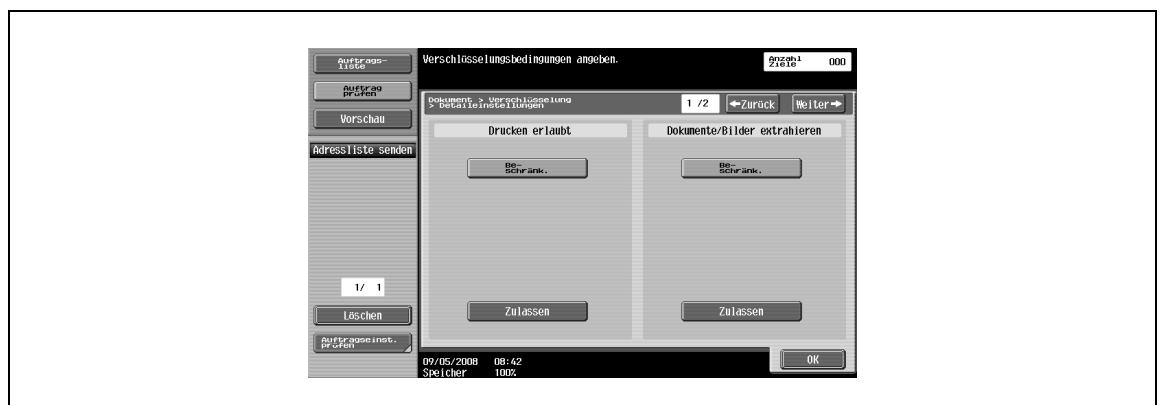 Auftrags-
liste
Auftrag
prüfen
Vorschau
Adressliste senden
1/ 1
Löschen
Auftragseinst.
prüfen
Verschlüsselungsbedingungen angeben.
Anzahl
Ziele 000
Dokument > Verschlüsselung
> Detaileinstellungen
1 /2
←Zurück
Weiter→
Drucken erlaubt
Be-
schränk.
Zulassen
Dokumente/Bilder extrahieren
Be-
schränk.
Zulassen
09/05/2008 08:42
Speicher 100%
OK